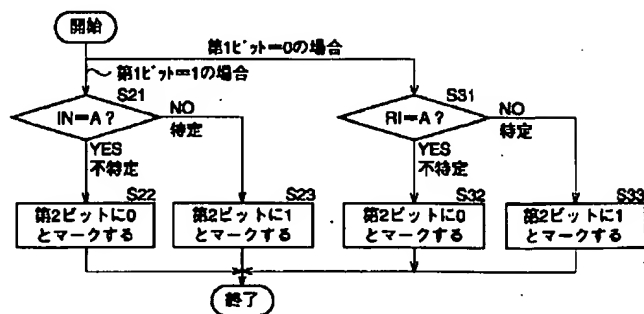 開始
第1ビット=0の場合
第1ビット=1の場合
S21
IN=A?
NO
特定
YES
不特定
S31
RI=A?
NO
特定
YES
不特定
S22
第2ビットに0
とマークする
S23
第2ビットに1
とマークする
S32
第2ビットに0
とマークする
S33
第2ビットに1
とマークする
終了